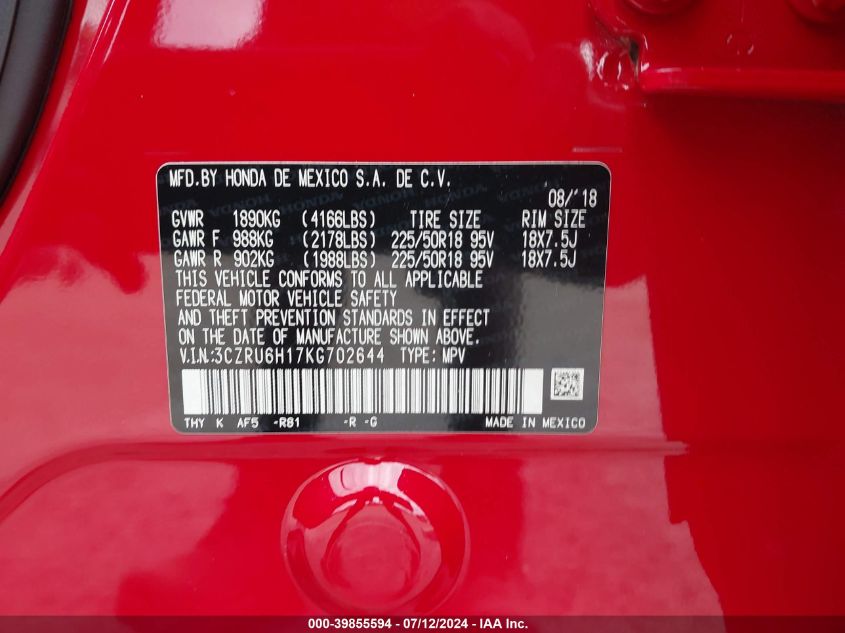 MFD.BY HONDA DE MEXICO S.A. DE C.V.
08/'18
GVWR 1890KG (4166LBS) TIRE SIZE RIM SIZE
GAWR F 988KG (2178LBS) 225/50R18 95V 18X7.5J
GAWR R 902KG (1988LBS) 225/50R18 95V 18X7.5J
THIS VEHICLE CONFORMS TO ALL APPLICABLE
FEDERAL MOTOR VEHICLE SAFETY
AND THEFT PREVENTION STANDARDS IN EFFECT
ON THE DATE OF MANUFACTURE SHOWN ABOVE.
V.I.N.:3CZRU6H17KG702644 TYPE: MPV
THY K AF5 -R81 -R -G MADE IN MEXICO
000-39855594 - 07/12/2024 - IAA Inc.